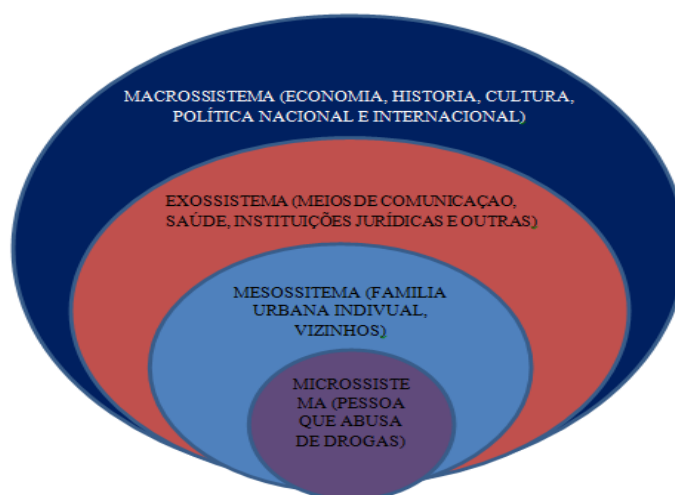 MACROSSISTEMA (ECONOMIA, HISTORIA, CULTURA,
POLÍTICA NACIONAL E INTERNACIONAL)
EXOSSISTEMA (MEIOS DE COMUNICAÇAO,
SAÚDE, INSTITUIÇÕES JURÍDICAS E OUTRAS)
MESOSSITEMA (FAMILIA
URBANA INDIVUAL,
VIZINHOS)
MICROSSISTE
MA (PESSOA
QUE ABUSA
DE DROGAS)